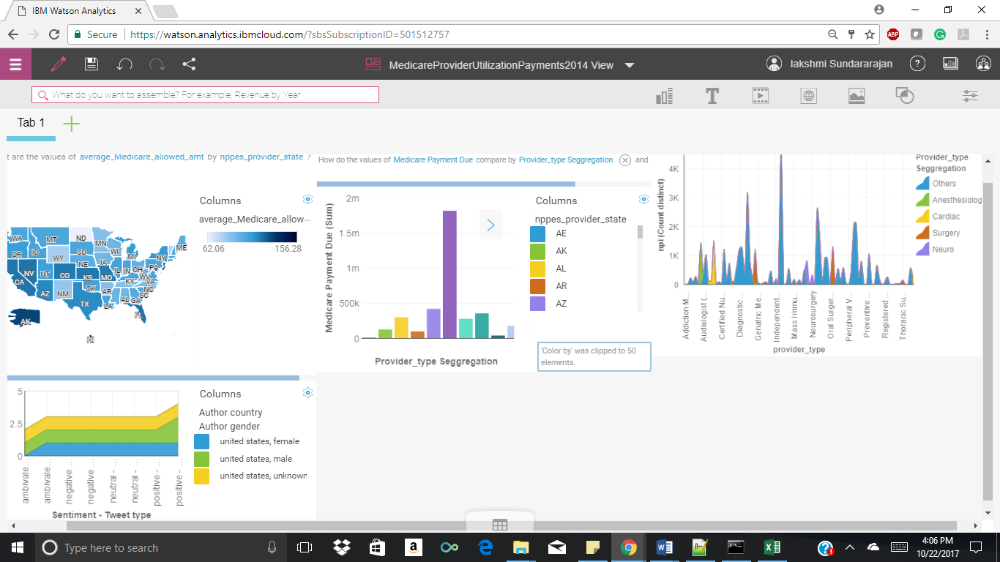 IBM Watson Analytics
Secure
https://watson.analytics.ibmcloud.com/?sbsSubscriptionID=501512757
ABP
MedicareProviderUtilizationPayments2014 View
lakshmi Sundararajan
What do you want to assemble? For example, Revenue by Year
Tab 1
t are the values of average_Medicare_allowed_amt by nppes_provider_state ?
Columns
average_Medicare_allow...
62.06 156.28
WA
MT
ND
MN
ME
OR
ID
SD
WI
WY
MI
NY
NE
IA
PA
NV
UT
CO
IL
IN
OH
CA
KS
MO
WV
VA
KY
AZ
NM
OK
AR
NC
SC
TX
LA
AL
GA
FL
AK
HI
How do the values of Medicare Payment Due compare by Provider_type Seggregation and
Medicare Payment Due (Sum)
2m
1.5m
1m
500k
0
Provider_type Seggregation
Columns
nppes_provider_state
AE
AK
AL
AR
AZ
'Color by' was clipped to 50
elements.
npi (Count distinct)
4K
3K
2K
1K
0
Addiction M...
Audiologist (...
Certified Nu...
Diagnostic ...
Geriatric Me...
Independent...
Mass Immu...
Neurosurgery
Oral Surger...
Peripheral V...
Preventive ...
Registered ...
Thoracic Su...
provider_type
Provider_type
Seggregation
Others
Anesthesiolog
Cardiac
Surgery
Neuro
5
2.5
0
ambivale...
ambivale...
negative ...
negative ...
neutral - ...
neutral - ...
positive - ...
positive - ...
Sentiment - Tweet type
Columns
Author country
Author gender
united states, female
united states, male
united states, unknown
Type here to search
4:06 PM
10/22/2017